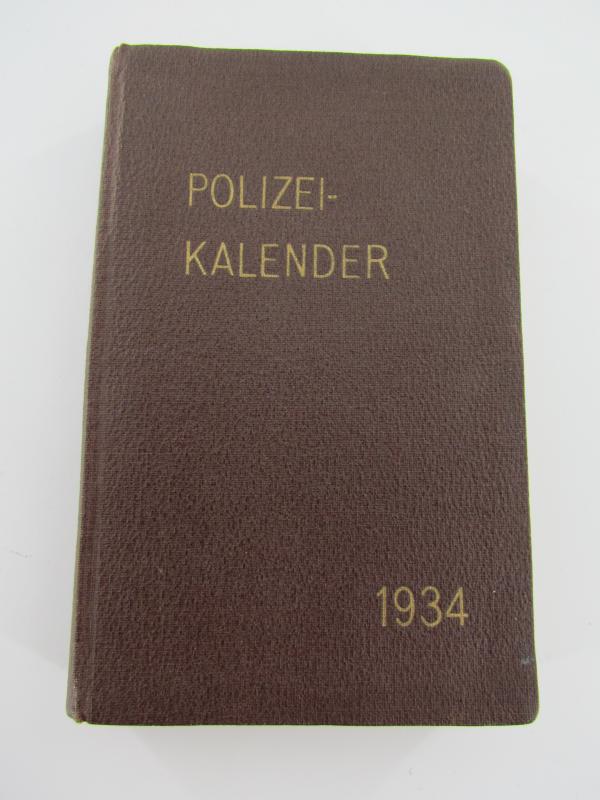 POLIZEI-
KALENDER
1934